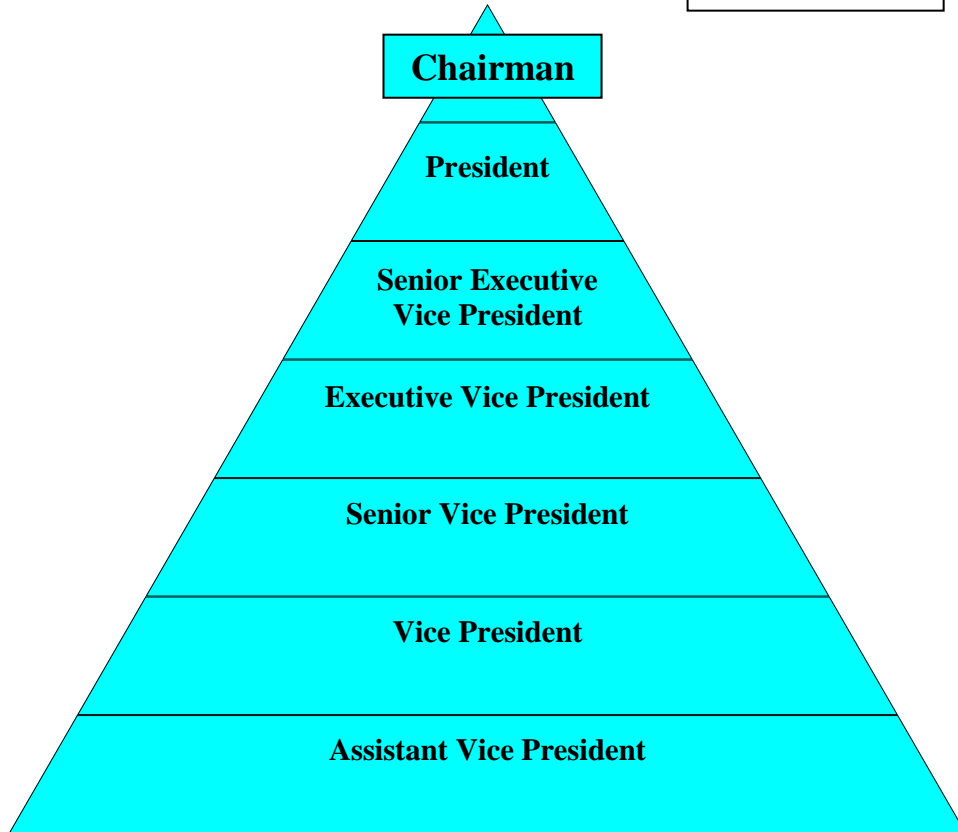 Chairman
President
Senior Executive
Vice President
Executive Vice President
Senior Vice President
Vice President
Assistant Vice President